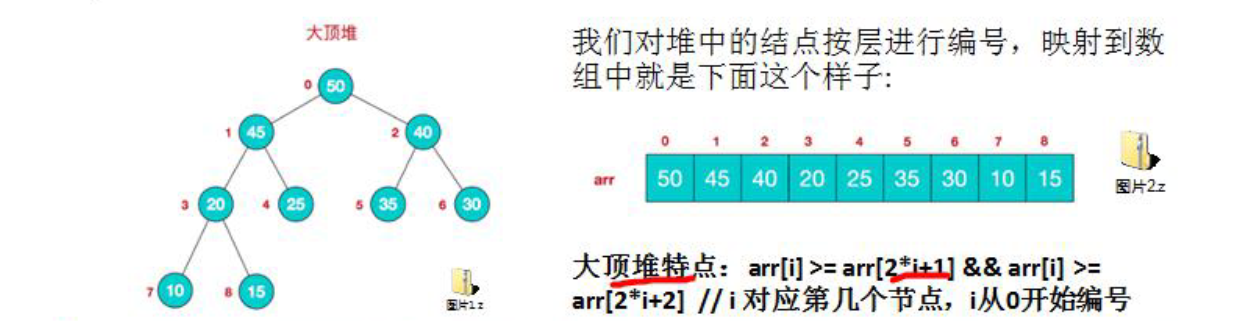 大顶堆
0 50
1 45 2 40
3 20 4 25 5 35 6 30
7 10 8 15
图片1.z
我们对堆中的结点按层进行编号，映射到数
组中就是下面这个样子:
0 1 2 3 4 5 6 7 8
arr 50 45 40 20 25 35 30 10 15
图片2.z
大顶堆特点：arr[i] >= arr[2*i+1] && arr[i] >=
arr[2*i+2] // i 对应第几个节点，i从0开始编号